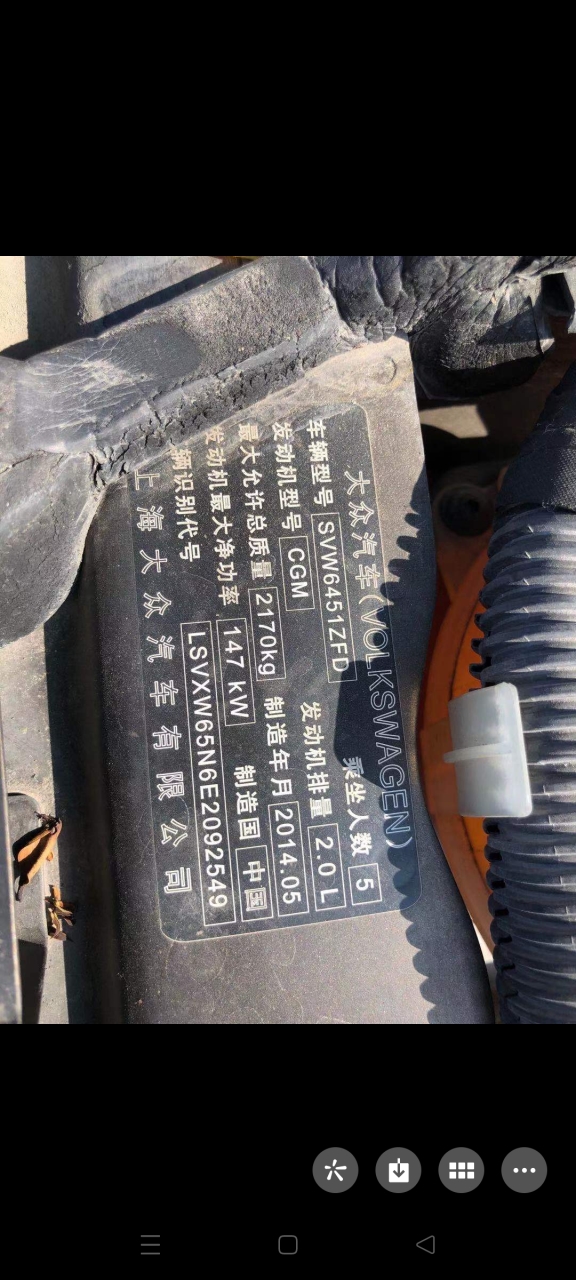 大众汽车(VOLKSWAGEN)
车辆型号 SVW6451ZFD 乘坐人数 5
发动机型号 CGM 发动机排量 2.0 L
最大允许总质量 2170kg 制造年月 2014.05
发动机最大净功率 147 kW 制造国 中国
辆识别代号 LSVXW65N6E2092549
上海大众汽车有限公司